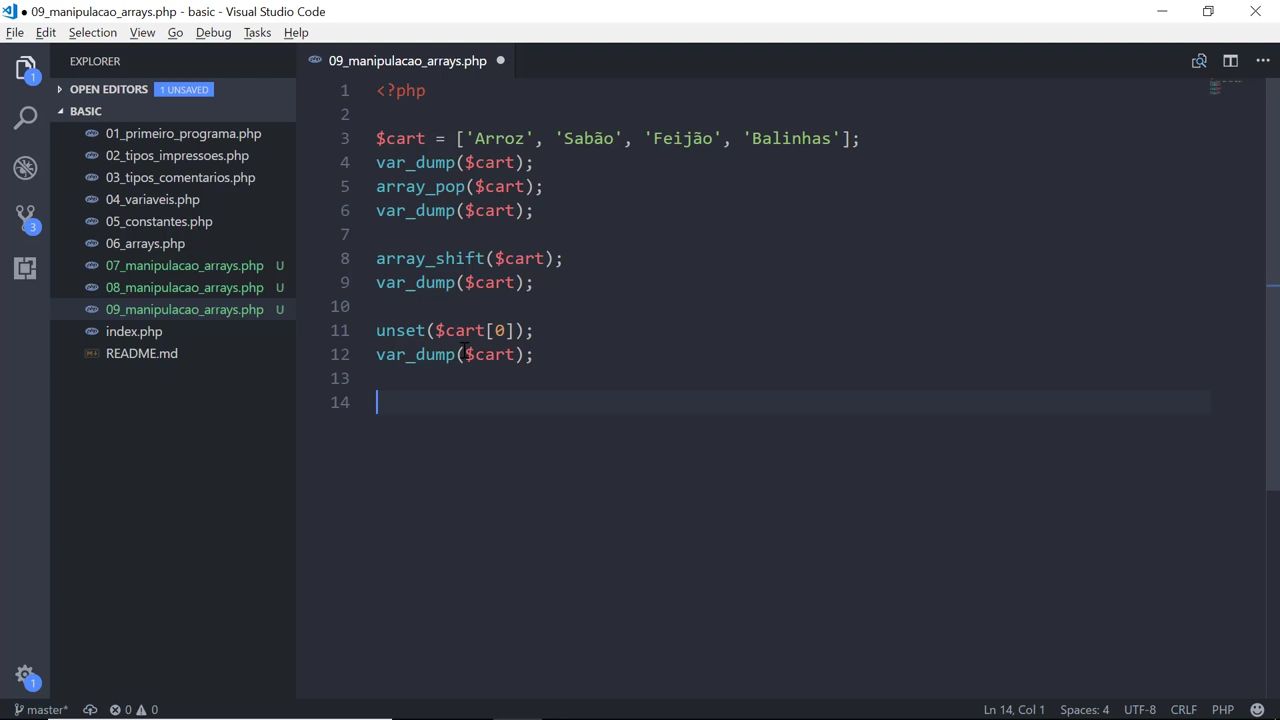 ● 09_manipulacao_arrays.php - basic - Visual Studio Code
File Edit Selection View Go Debug Tasks Help
EXPLORER
OPEN EDITORS 1 UNSAVED
BASIC
01_primeiro_programa.php
02_tipos_impressoes.php
03_tipos_comentarios.php
04_variaveis.php
05_constantes.php
06_arrays.php
07_manipulacao_arrays.php U
08_manipulacao_arrays.php U
09_manipulacao_arrays.php U
index.php
README.md
1
3
1
09_manipulacao_arrays.php
1 <?php
2
3 $cart = ['Arroz', 'Sabão', 'Feijão', 'Balinhas'];
4 var_dump($cart);
5 array_pop($cart);
6 var_dump($cart);
7
8 array_shift($cart);
9 var_dump($cart);
10
11 unset($cart[0]);
12 var_dump($cart);
13
14
master* 0 0 Ln 14, Col 1 Spaces: 4 UTF-8 CRLF PHP